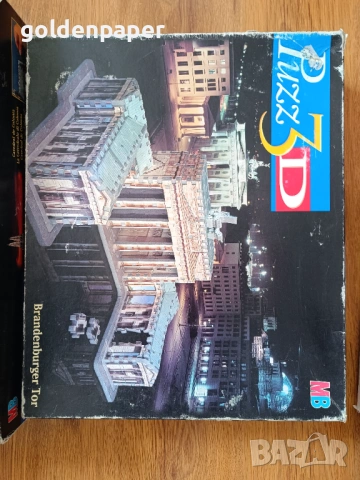 goldenpaper
Puzz
3D
Brandenburger Tor
MB
BAZAR